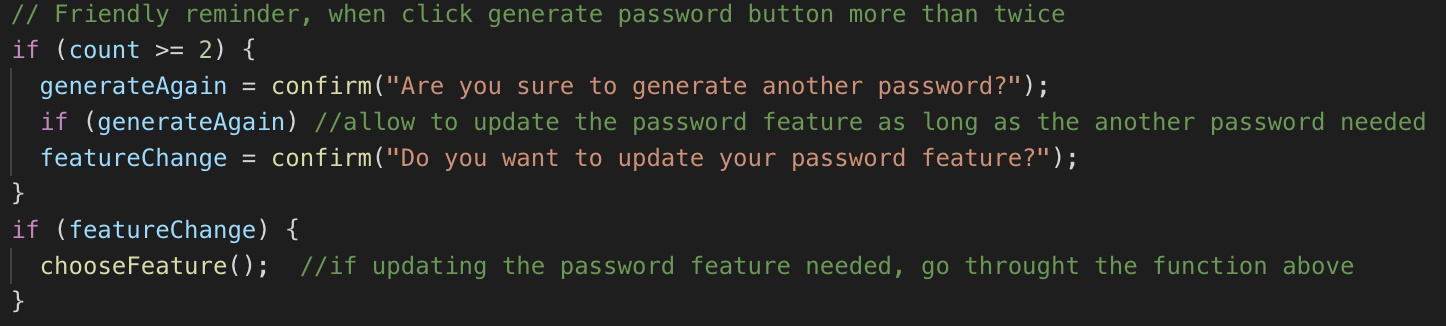 // Friendly reminder, when click generate password button more than twice
if (count >= 2) {
generateAgain = confirm("Are you sure to generate another password?");
if (generateAgain) //allow to update the password feature as long as the another password needed
featureChange = confirm("Do you want to update your password feature?");
}
if (featureChange) {
chooseFeature();  //if updating the password feature needed, go throught the function above
}